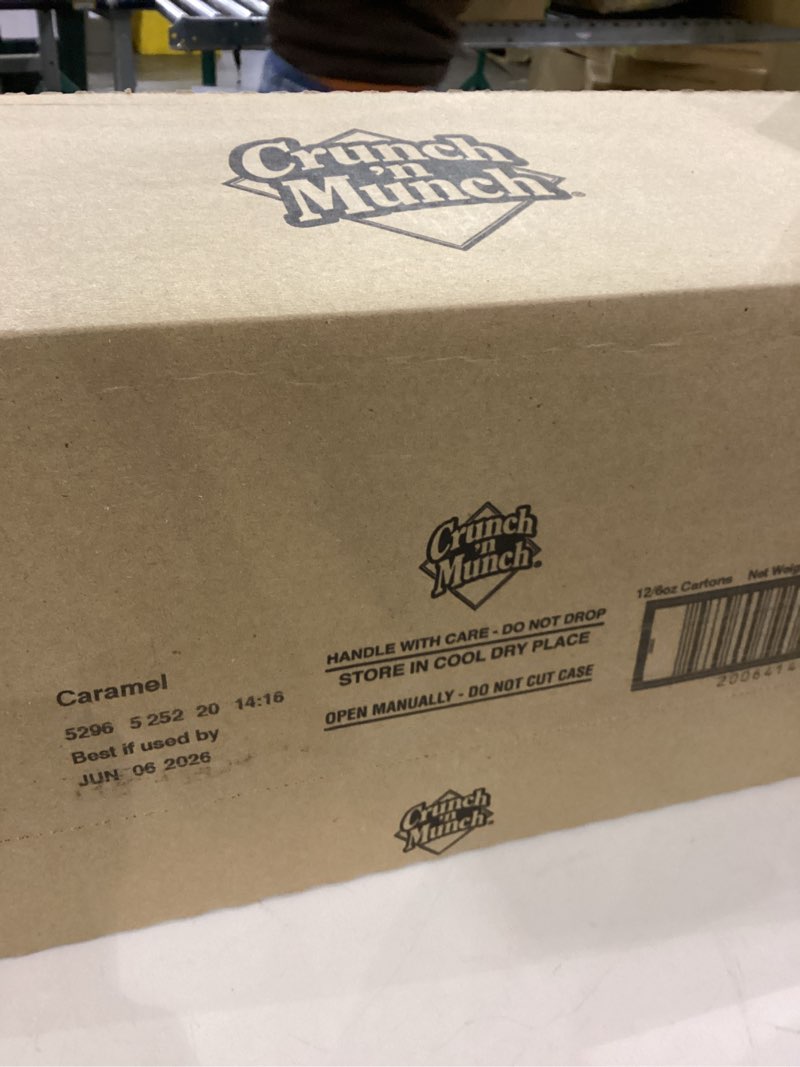 Crunch
'n
Munch
Crunch
'n
Munch
12/6oz Cartons Net
HANDLE WITH CARE - DO NOT DROP
STORE IN COOL DRY PLACE
OPEN MANUALLY - DO NOT CUT CASE
Caramel
5296 5 252 20 14:16
Best if used by
JUN 06 2026
Crunch
'n
Munch